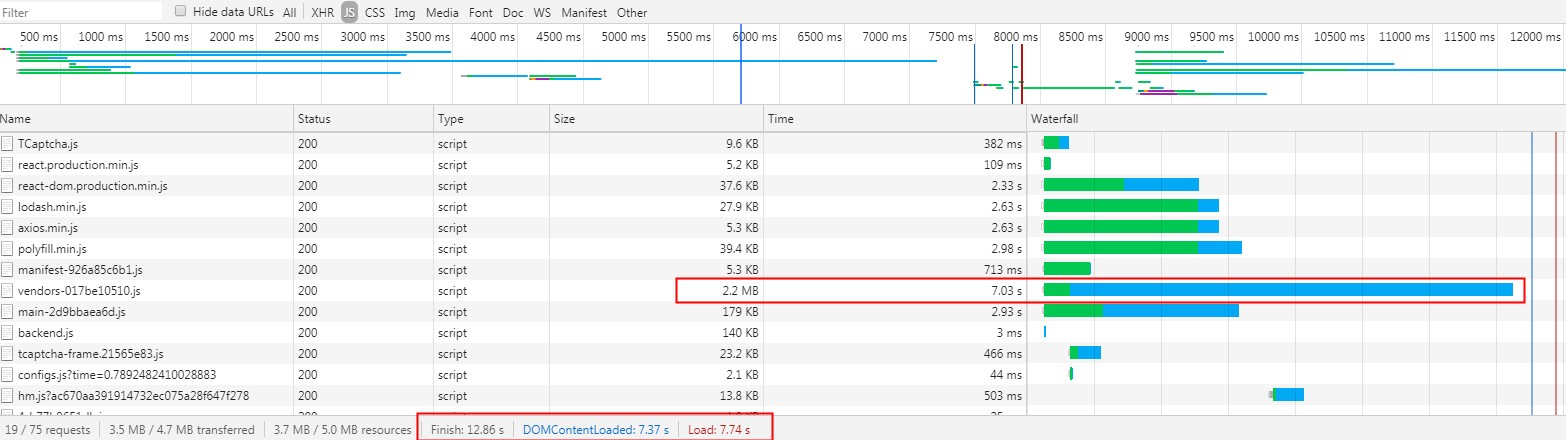 Filter Hide data URLs All XHR JS CSS Img Media Font Doc WS Manifest Other
500 ms 1000 ms 1500 ms 2000 ms 2500 ms 3000 ms 3500 ms 4000 ms 4500 ms 5000 ms 5500 ms 6000 ms 6500 ms 7000 ms 7500 ms 8000 ms 8500 ms 9000 ms 9500 ms 10000 ms 10500 ms 11000 ms 11500 ms 12000 ms
Name Status Type Size Time Waterfall
TCaptcha.js 200 script 9.6 KB 382 ms
react.production.min.js 200 script 5.2 KB 109 ms
react-dom.production.min.js 200 script 37.6 KB 2.33 s
lodash.min.js 200 script 27.9 KB 2.63 s
axios.min.js 200 script 5.3 KB 2.63 s
polyfill.min.js 200 script 39.4 KB 2.98 s
manifest-926a85c6b1.js 200 script 5.3 KB 713 ms
vendors-017be10510.js 200 script 2.2 MB 7.03 s
main-2d9bbaea6d.js 200 script 179 KB 2.93 s
backend.js 200 script 140 KB 3 ms
tcaptcha-frame.21565e83.js 200 script 23.2 KB 466 ms
configs.js?time=0.7892482410028883 200 script 2.1 KB 44 ms
hm.js?ac670aa391914732ec075a28f647f278 200 script 13.8 KB 503 ms
19 / 75 requests 3.5 MB / 4.7 MB transferred 3.7 MB / 5.0 MB resources Finish: 12.86 s DOMContentLoaded: 7.37 s Load: 7.74 s